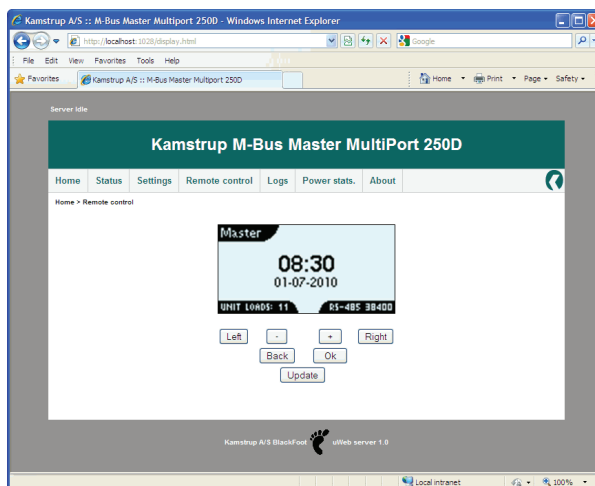 Kamstrup A/S :: M-Bus Master Multiport 250D - Windows Internet Explorer
http://localhost:1028/display.html
Google
File Edit View Favorites Tools Help
Favorites Kamstrup A/S :: M-Bus Master Multiport 250D Home Print Page Safety
Server Idle
Kamstrup M-Bus Master MultiPort 250D
Home Status Settings Remote control Logs Power stats. About
Home > Remote control
Master
08:30
01-07-2010
UNIT LOADS: 11 RS-485 38400
Left - + Right
Back Ok
Update
Kamstrup A/S BlackFoot uWeb server 1.0
Local intranet 100%